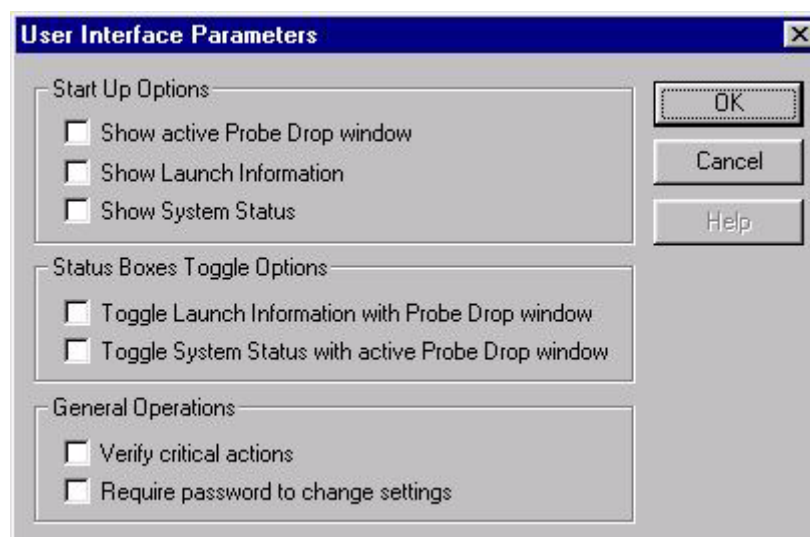 User Interface Parameters
Start Up Options
Show active Probe Drop window
Show Launch Information
Show System Status
Status Boxes Toggle Options
Toggle Launch Information with Probe Drop window
Toggle System Status with active Probe Drop window
General Operations
Verify critical actions
Require password to change settings
OK
Cancel
Help